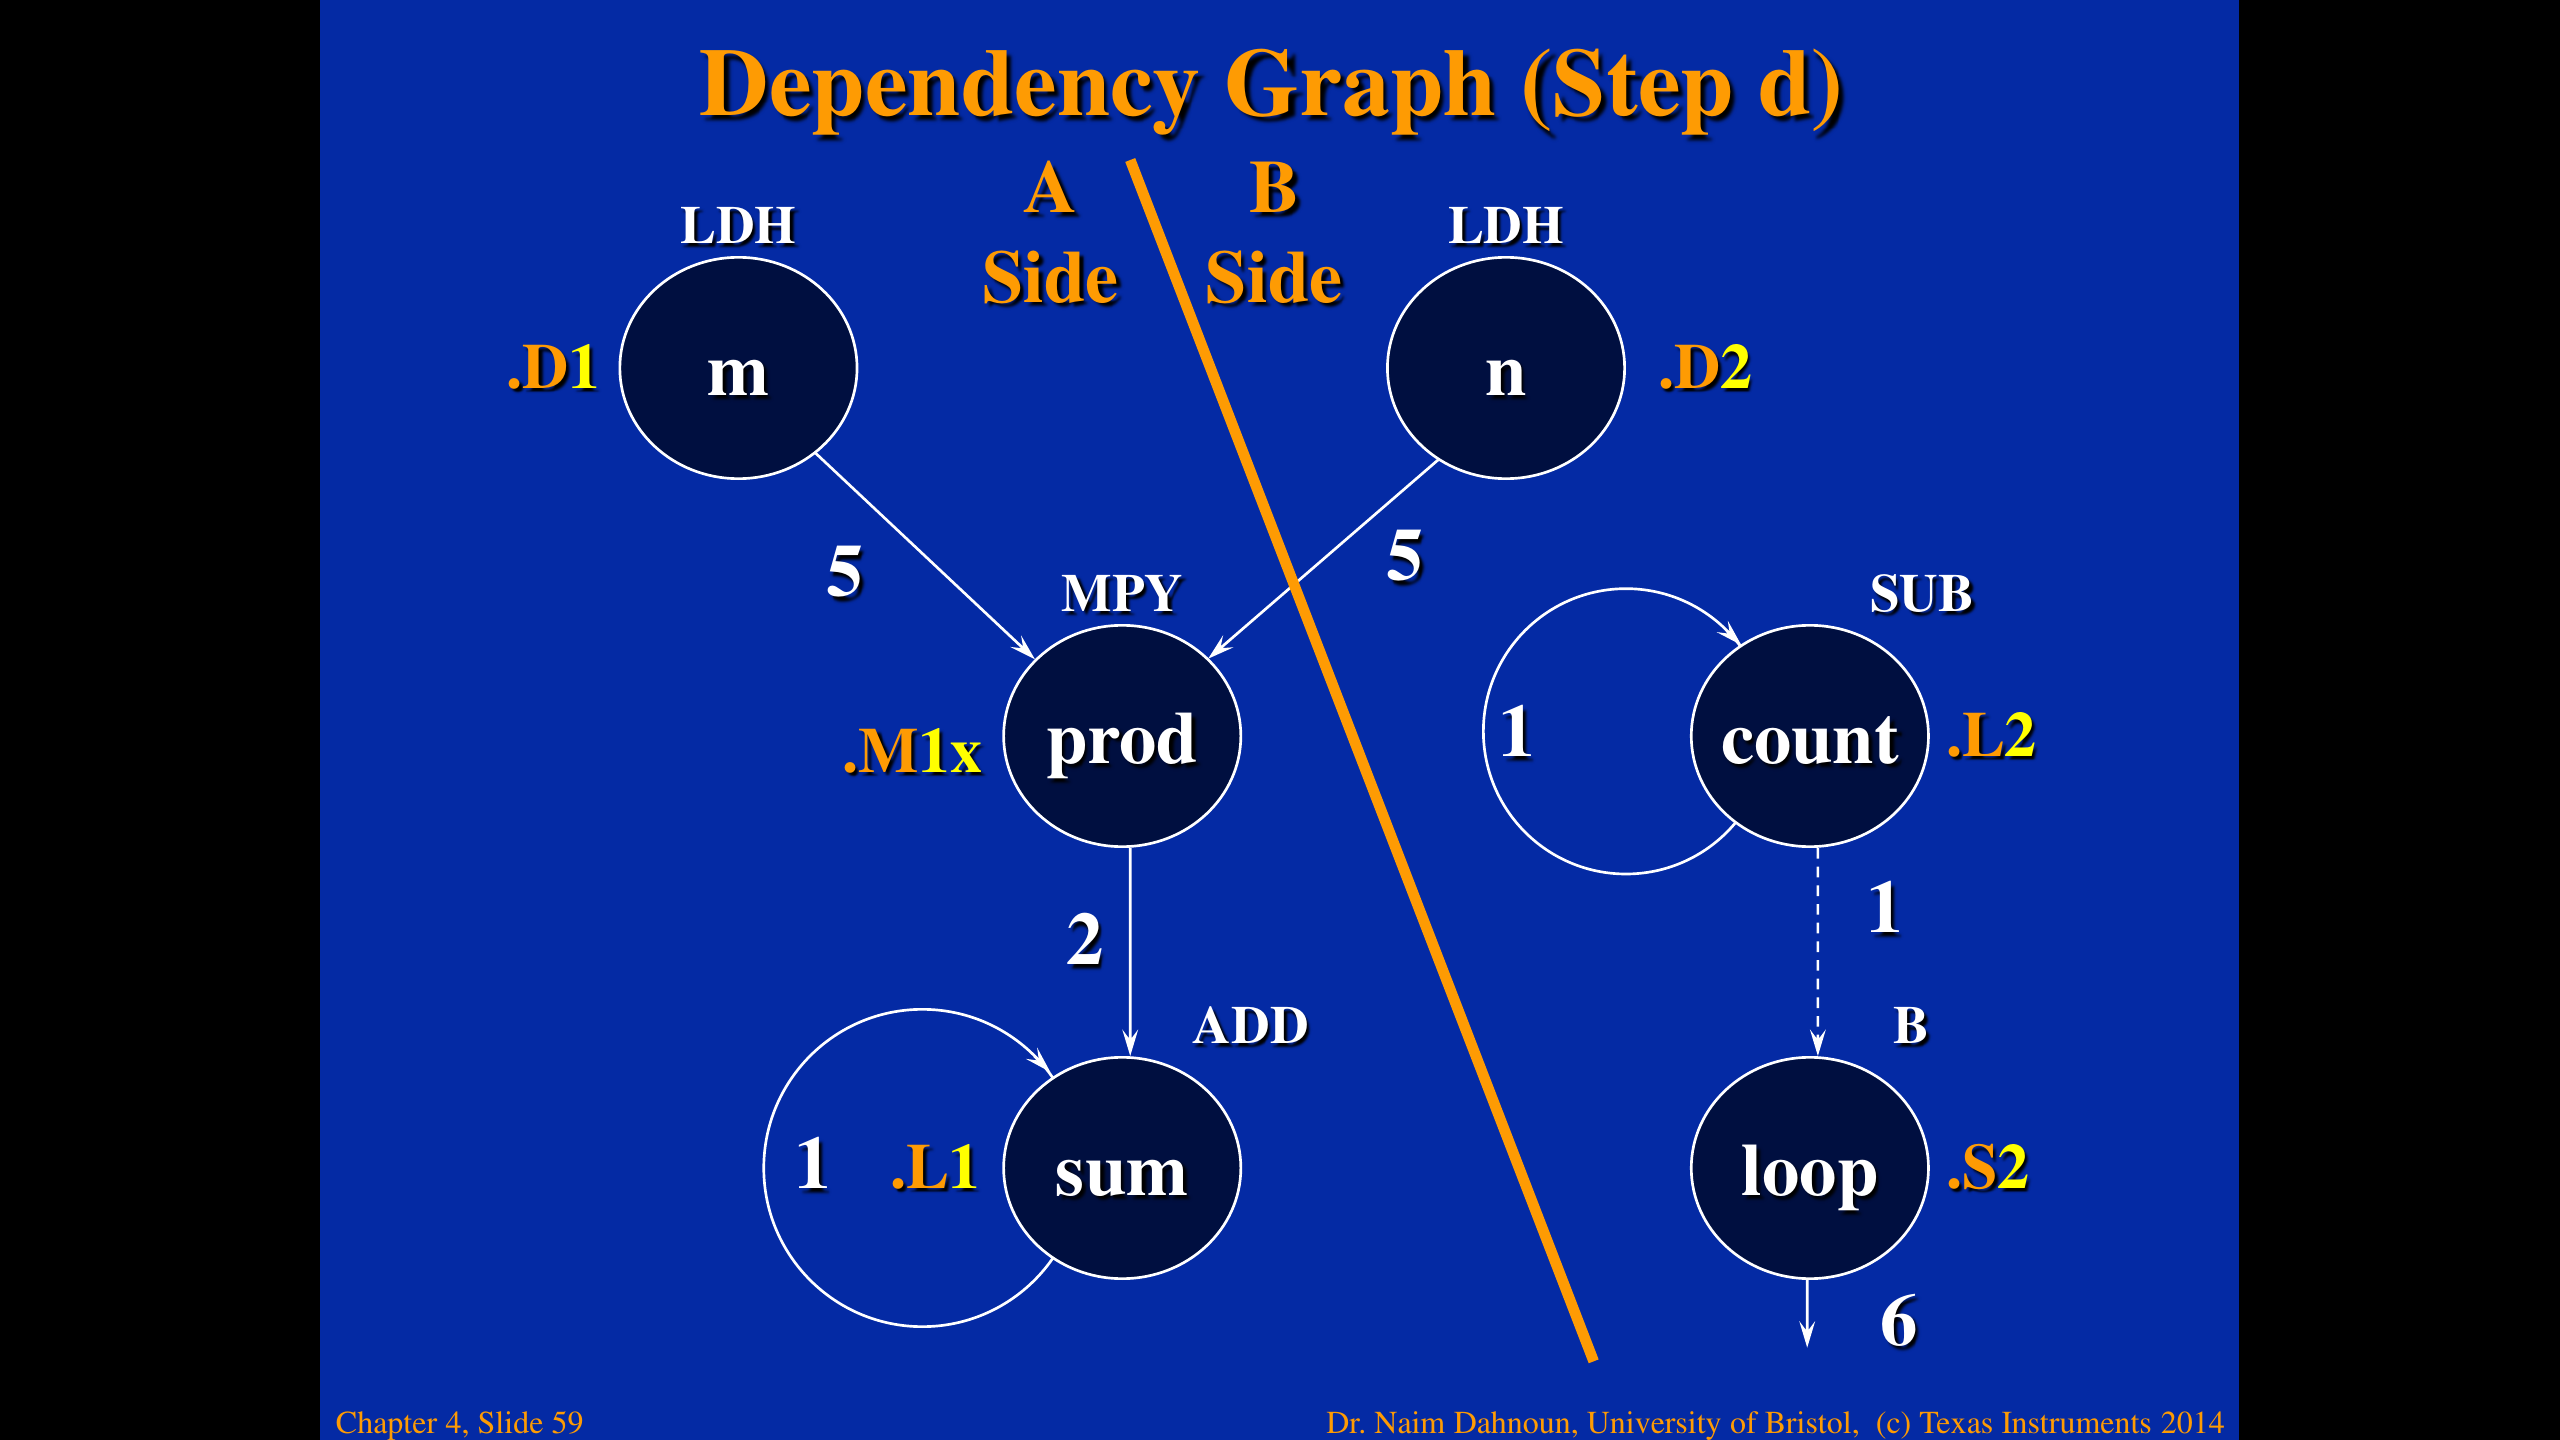 Dependency Graph (Step d)
A
Side
B
Side
LDH
LDH
.D1
m
n
.D2
5
5
MPY
SUB
.M1x
prod
1
count
.L2
2
1
ADD
B
1
.L1
sum
loop
.S2
6
Chapter 4, Slide 59
Dr. Naim Dahnoun, University of Bristol, (c) Texas Instruments 2014